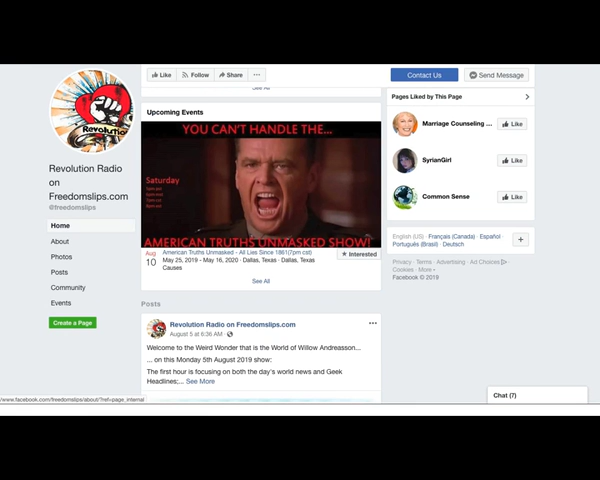 Like Follow Share ...
Contact Us Send Message
See All
Revolution
Revolution Radio
on
Freedomslips.com
@freedomslips
Home
About
Photos
Posts
Community
Events
Create a Page
Upcoming Events
YOU CAN'T HANDLE THE...
Saturday
AMERICAN TRUTHS UNMASKED SHOW!
Aug
10
American Truths Unmasked - All Lies Since 1861(7pm cst)
May 25, 2019 - May 16, 2020 · Dallas, Texas · Dallas, Texas
Causes
Interested
See All
Posts
Revolution Radio on Freedomslips.com
August 5 at 6:36 AM ·
Welcome to the Weird Wonder that is the World of Willow Andreasson...
... on this Monday 5th August 2019 show:
The first hour is focusing on both the day's world news and Geek
Headlines;... See More
Pages Liked by This Page
Marriage Counseling ... Like
SyrianGirl Like
Common Sense Like
English (US) · Français (Canada) · Español ·
Português (Brasil) · Deutsch
Privacy · Terms · Advertising · Ad Choices ·
Cookies · More
Facebook © 2019
Chat (7)
/www.facebook.com/freedomslips/about/?ref=page_internal